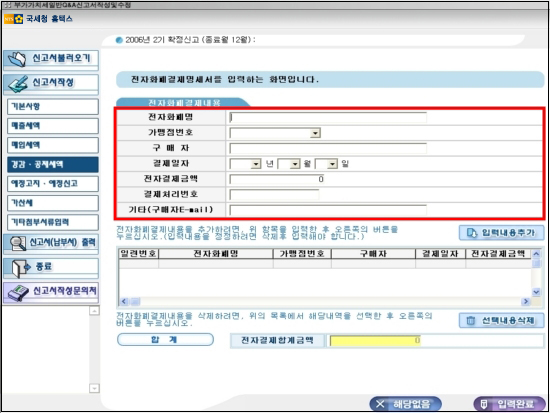 부가가치세일반Q&A신고서작성및수정
국세청 홈택스
2006년 2기 확정신고 (종료월 12월) :
신고서불러오기
신고서작성
기본사항
매출세액
매입세액
경감 · 공제세액
예정고지 · 예정신고
가산세
기타첨부서류입력
신고서(납부서) 출력
종료
신고서작성문의처
전자화폐결제명세서를 입력하는 화면입니다.
전자화폐결제내용
전자화폐명
가맹점번호
구 매 자
결제일자 년 월 일
전자결제금액 0
결제처리번호
기타(구매자E-mail)
전자화폐결제내용을 추가하려면, 위 항목을 입력한 후 오른쪽의 버튼을
누르십시오.(입력내용을 정정하려면 삭제후 입력해야 합니다.)
입력내용추가
일련번호 전자화폐명 가맹점번호 구매자 결제일자 전자결제금액
전자화폐결제내용을 삭제하려면, 위의 목록에서 해당내역을 선택한 후 오른쪽의
버튼을 누르십시오.
선택내용삭제
합 계 전자결제합계금액 0
해당없음 입력완료